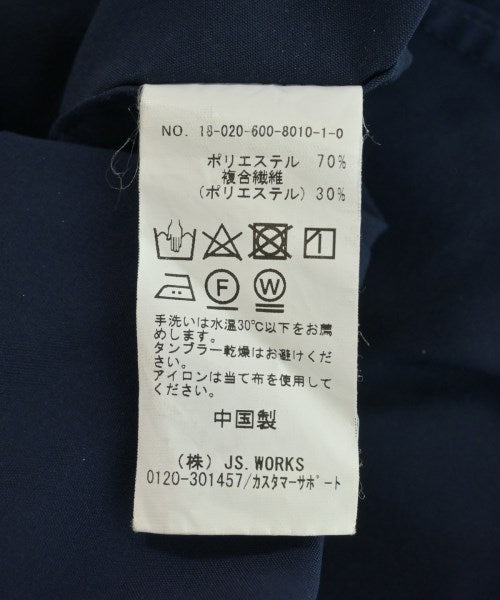 NO. 18-020-600-8010-1-0
ポリエステル 70%
複合繊維
(ポリエステル) 30%
F W
手洗いは水温30℃以下をお薦
めします。
タンブラー乾燥はお避けくださ
い。
アイロンは当て布を使用して
ください。
中国製
(株) JS.WORKS
0120-301457/カスタマーサポート